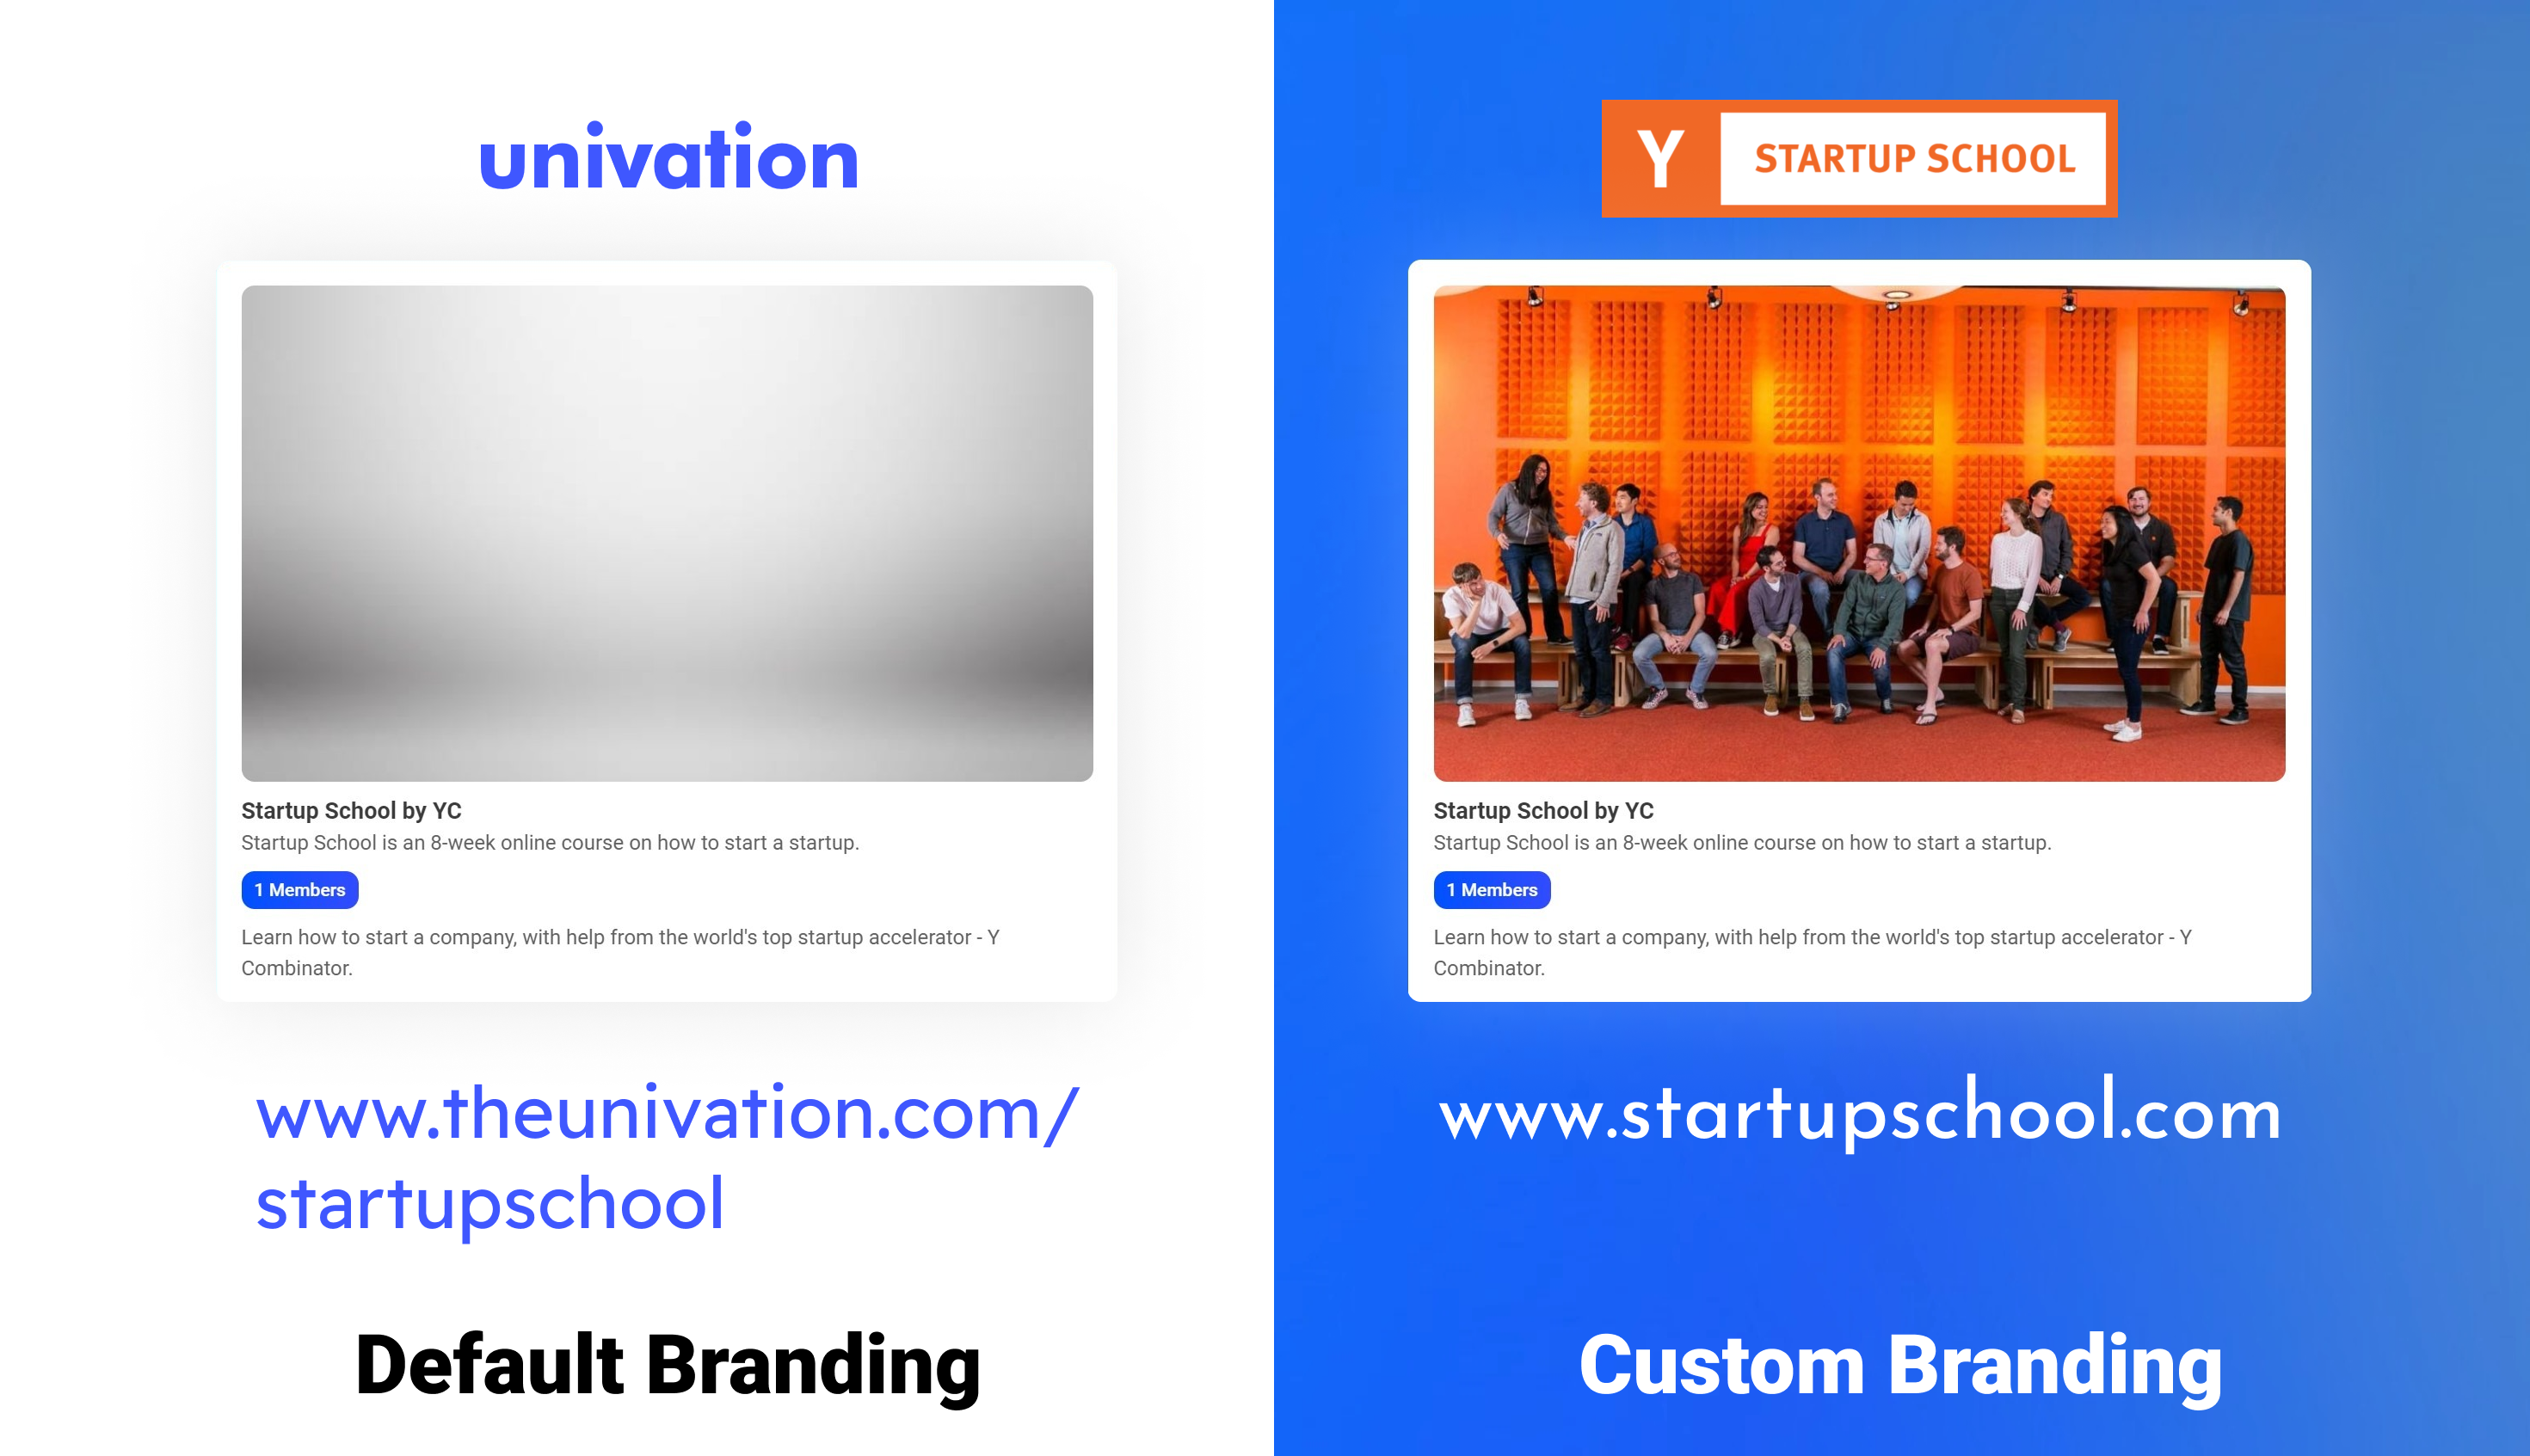 univation
Startup School by YC
Startup School is an 8-week online course on how to start a startup.
1 Members
Learn how to start a company, with help from the world's top startup accelerator - Y
Combinator.
www.theunivation.com/
startupschool
Default Branding
Y STARTUP SCHOOL
Startup School by YC
Startup School is an 8-week online course on how to start a startup.
1 Members
Learn how to start a company, with help from the world's top startup accelerator - Y
Combinator.
www.startupschool.com
Custom Branding